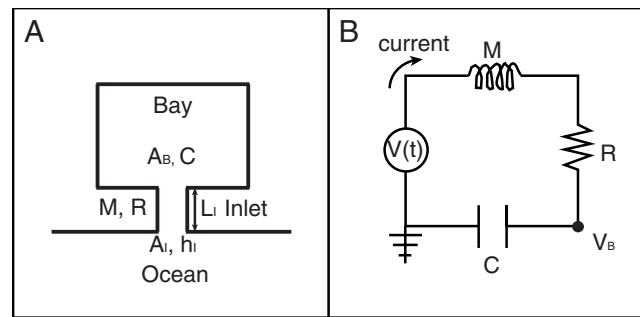 A
Bay
AB, C
M, R
LI Inlet
AI, hI
Ocean
B
current
M
V(t)
R
VB
C